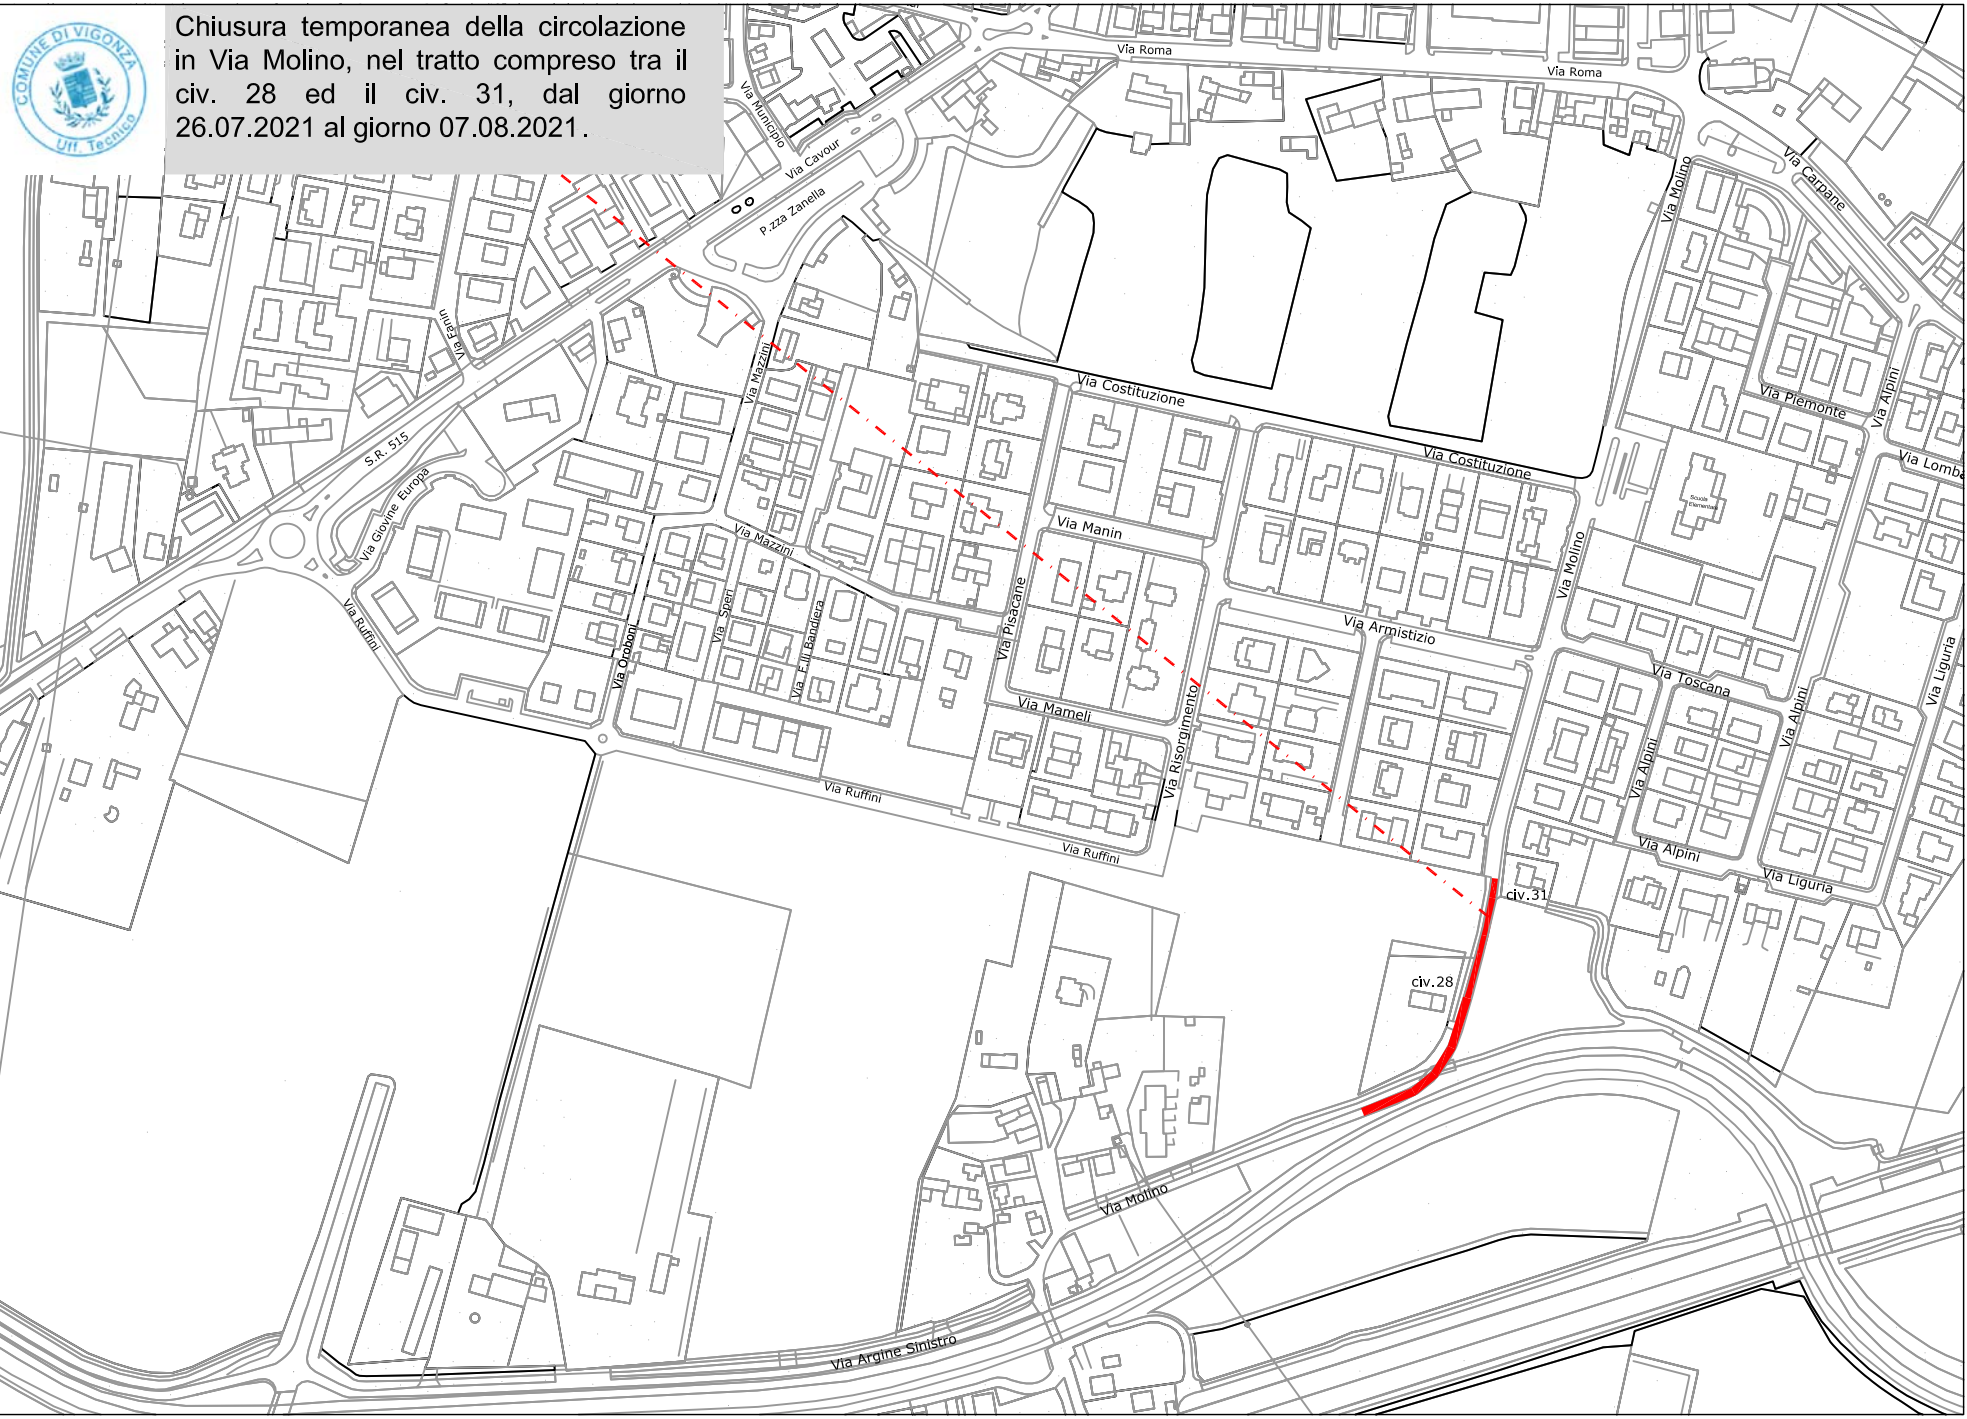 COMUNE DI VIGONZA
Uff. Tecnico
Chiusura temporanea della circolazione
in Via Molino, nel tratto compreso tra il
civ. 28 ed il civ. 31, dal giorno
26.07.2021 al giorno 07.08.2021.
Via Roma
Via Roma
Via Municipio
Via Cavour
P.zza Zanella
Via Molino
Via Carpane
Via Fanin
Via Mazzini
Via Costituzione
Via Piemonte
Via Alpini
S.R. 515
Via Giovine Europa
Via Costituzione
Via Lomba
Scuola
Elementare
Via Mazzini
Via Manin
Via Molino
Via Ruffini
Via Oroboni
Via Speri
Via F.lli Bandiera
Via Pisacane
Via Armistizio
Via Toscana
Via Liguria
Via Mameli
Via Risorgimento
Via Alpini
Via Alpini
Via Ruffini
Via Ruffini
Via Alpini
Via Liguria
civ.31
civ.28
Via Molino
Via Argine Sinistro